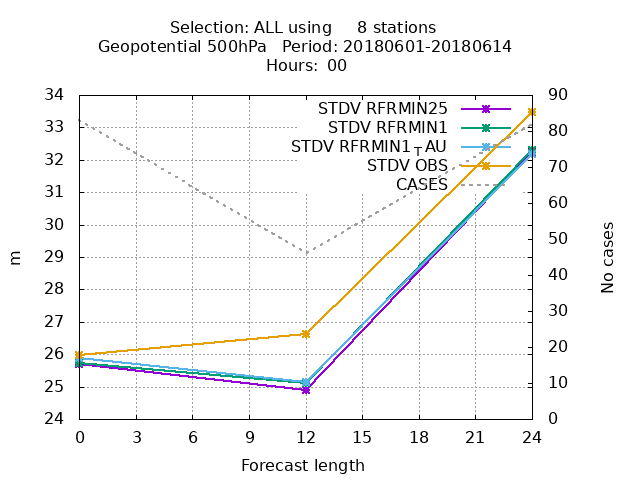 Selection: ALL using 8 stations
Geopotential 500hPa Period: 20180601-20180614
Hours: 00
34 90
33 80
32 70
31 60
30 50
29 40
28 30
27 20
26 10
25 0
24
STDV RFRMIN25
STDV RFRMIN1
STDV RFRMIN1TAU
STDV OBS
CASES
m
No cases
0 3 6 9 12 15 18 21 24
Forecast length